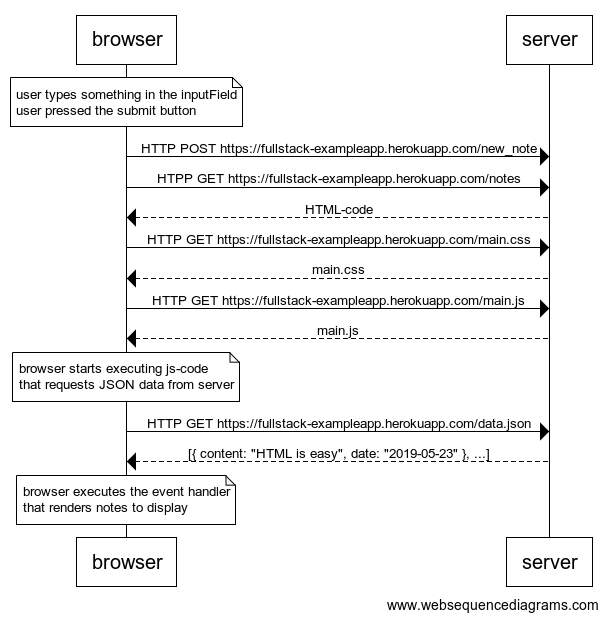 browser server
user types something in the inputField
user pressed the submit button
HTTP POST https://fullstack-exampleapp.herokuapp.com/new_note
HTPP GET https://fullstack-exampleapp.herokuapp.com/notes
HTML-code
HTTP GET https://fullstack-exampleapp.herokuapp.com/main.css
main.css
HTTP GET https://fullstack-exampleapp.herokuapp.com/main.js
main.js
browser starts executing js-code
that requests JSON data from server
HTTP GET https://fullstack-exampleapp.herokuapp.com/data.json
[{ content: "HTML is easy", date: "2019-05-23" }, ...]
browser executes the event handler
that renders notes to display
browser server
www.websequencediagrams.com